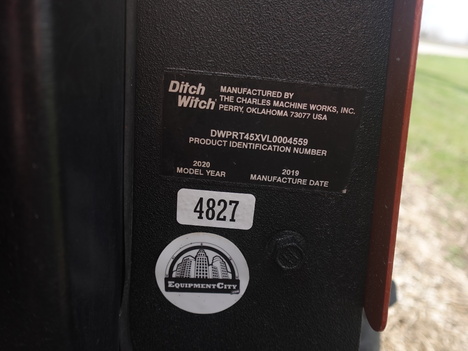 Ditch Witch
MANUFACTURED BY
THE CHARLES MACHINE WORKS, INC.
PERRY, OKLAHOMA 73077 USA
DWPRT45XVL0004559
PRODUCT IDENTIFICATION NUMBER
2020
MODEL YEAR
2019
MANUFACTURE DATE
4827
EQUIPMENTCITY